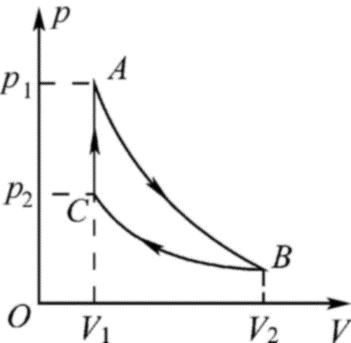 p
p₁ A
p₂ C
B
O V₁ V₂ V